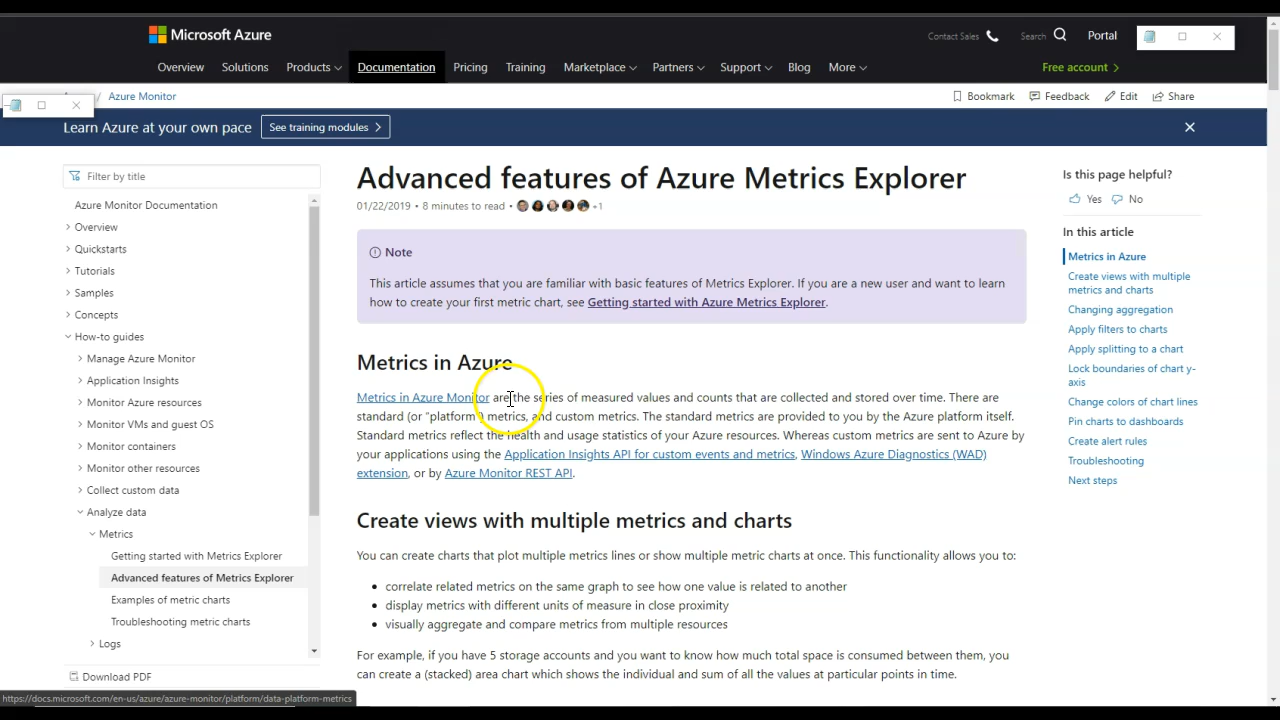 Microsoft Azure
Contact Sales
Search
Portal
Overview
Solutions
Products
Documentation
Pricing
Training
Marketplace
Partners
Support
Blog
More
Free account
/ Azure Monitor
Bookmark
Feedback
Edit
Share
Learn Azure at your own pace
See training modules
Filter by title
Azure Monitor Documentation
Overview
Quickstarts
Tutorials
Samples
Concepts
How-to guides
Manage Azure Monitor
Application Insights
Monitor Azure resources
Monitor VMs and guest OS
Monitor containers
Monitor other resources
Collect custom data
Analyze data
Metrics
Getting started with Metrics Explorer
Advanced features of Metrics Explorer
Examples of metric charts
Troubleshooting metric charts
Logs
Download PDF
Advanced features of Azure Metrics Explorer
01/22/2019 • 8 minutes to read • +1
Note
This article assumes that you are familiar with basic features of Metrics Explorer. If you are a new user and want to learn
how to create your first metric chart, see Getting started with Azure Metrics Explorer.
Metrics in Azure
Metrics in Azure Monitor are the series of measured values and counts that are collected and stored over time. There are
standard (or "platform") metrics, and custom metrics. The standard metrics are provided to you by the Azure platform itself.
Standard metrics reflect the health and usage statistics of your Azure resources. Whereas custom metrics are sent to Azure by
your applications using the Application Insights API for custom events and metrics, Windows Azure Diagnostics (WAD)
extension, or by Azure Monitor REST API.
Create views with multiple metrics and charts
You can create charts that plot multiple metrics lines or show multiple metric charts at once. This functionality allows you to:
• correlate related metrics on the same graph to see how one value is related to another
• display metrics with different units of measure in close proximity
• visually aggregate and compare metrics from multiple resources
For example, if you have 5 storage accounts and you want to know how much total space is consumed between them, you
can create a (stacked) area chart which shows the individual and sum of all the values at particular points in time.
Is this page helpful?
Yes
No
In this article
Metrics in Azure
Create views with multiple
metrics and charts
Changing aggregation
Apply filters to charts
Apply splitting to a chart
Lock boundaries of chart y-
axis
Change colors of chart lines
Pin charts to dashboards
Create alert rules
Troubleshooting
Next steps
https://docs.microsoft.com/en-us/azure/azure-monitor/platform/data-platform-metrics